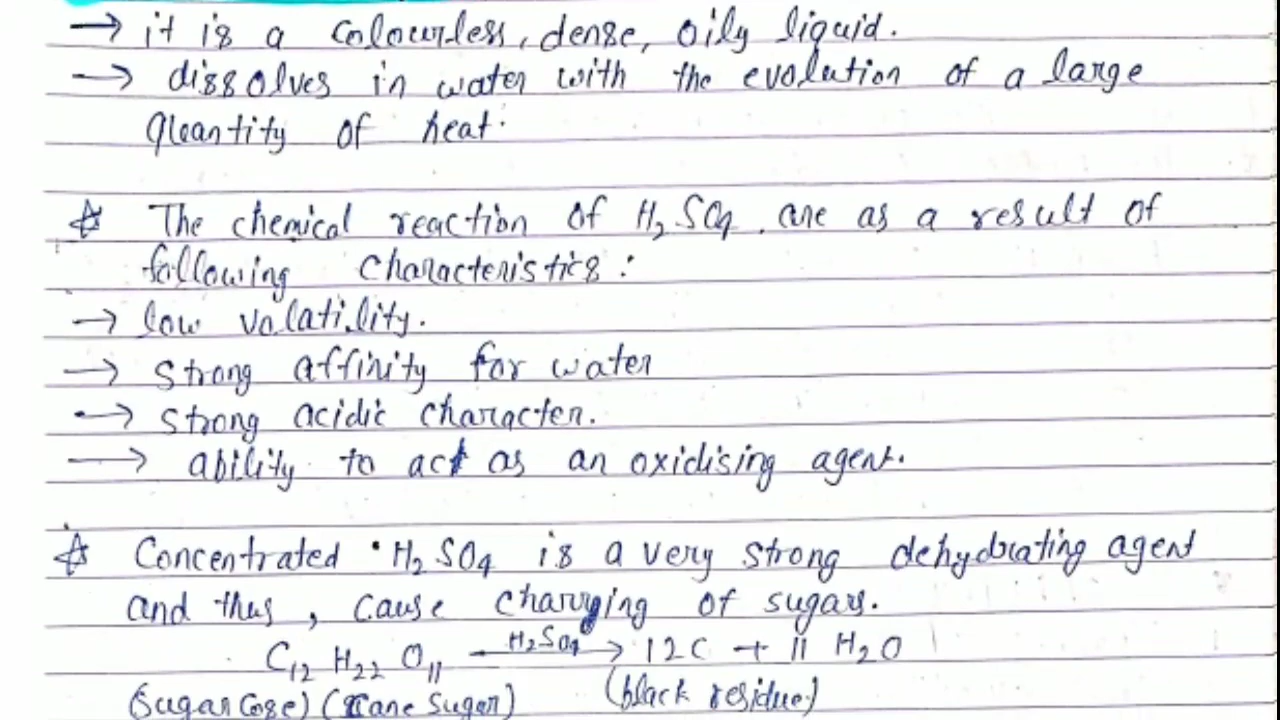 → it is a colourless, dense, oily liquid.
→ dissolves in water with the evolution of a large
quantity of heat.
☆ The chemical reaction of H₂SO₄ are as a result of
following characteristics :
→ low volatility.
→ strong affinity for water
→ strong acidic character.
→ ability to act as an oxidising agent.
☆ Concentrated H₂SO₄ is a very strong dehydrating agent
and thus, cause charrying of sugars.
C₁₂ H₂₂ O₁₁ —H₂SO₄→ 12C + 11 H₂O
(Sugar Cose) (Cane Sugar) (black residue)